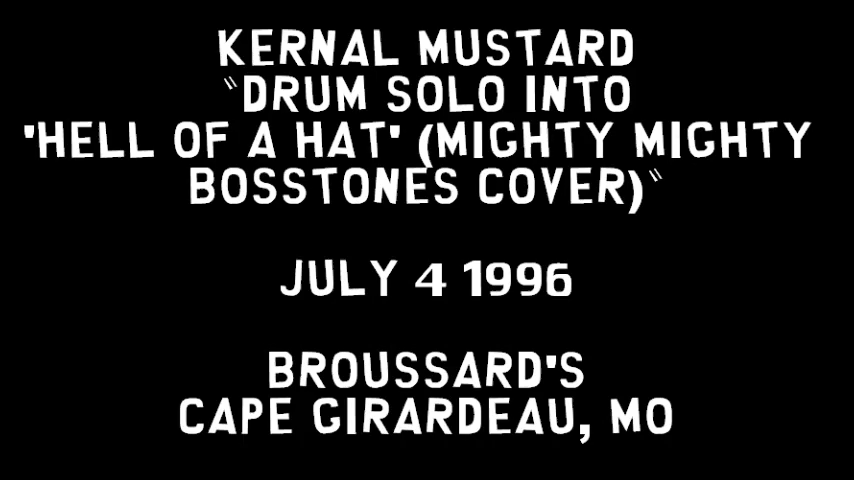 KERNAL MUSTARD
"DRUM SOLO INTO
'HELL OF A HAT' (MIGHTY MIGHTY
BOSSTONES COVER)"
JULY 4 1996
BROUSSARD'S
CAPE GIRARDEAU, MO